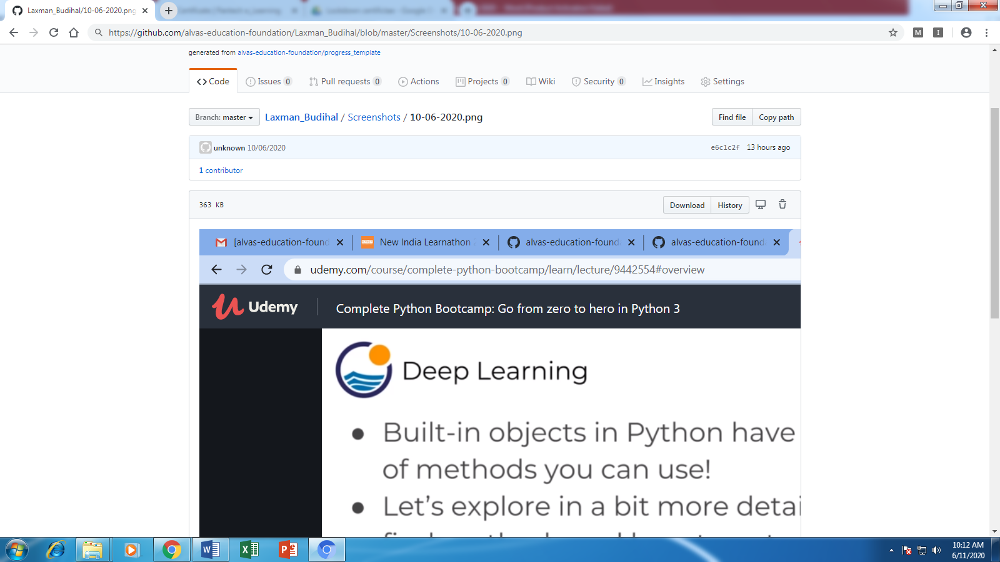 Laxman_Budihal/10-06-2020.png
https://github.com/alvas-education-foundation/Laxman_Budihal/blob/master/Screenshots/10-06-2020.png
M
I
generated from alvas-education-foundation/progress_template
Code Issues 0 Pull requests 0 Actions Projects 0 Wiki Security 0 Insights Settings
Branch: master Laxman_Budihal / Screenshots / 10-06-2020.png Find file Copy path
unknown 10/06/2020 e6c1c2f 13 hours ago
1 contributor
363 KB Download History
[alvas-education-found New India Learnathon alvas-education-found alvas-education-found
udemy.com/course/complete-python-bootcamp/learn/lecture/9442554#overview
Udemy Complete Python Bootcamp: Go from zero to hero in Python 3
Deep Learning
• Built-in objects in Python have
of methods you can use!
• Let's explore in a bit more detai
10:12 AM
6/11/2020